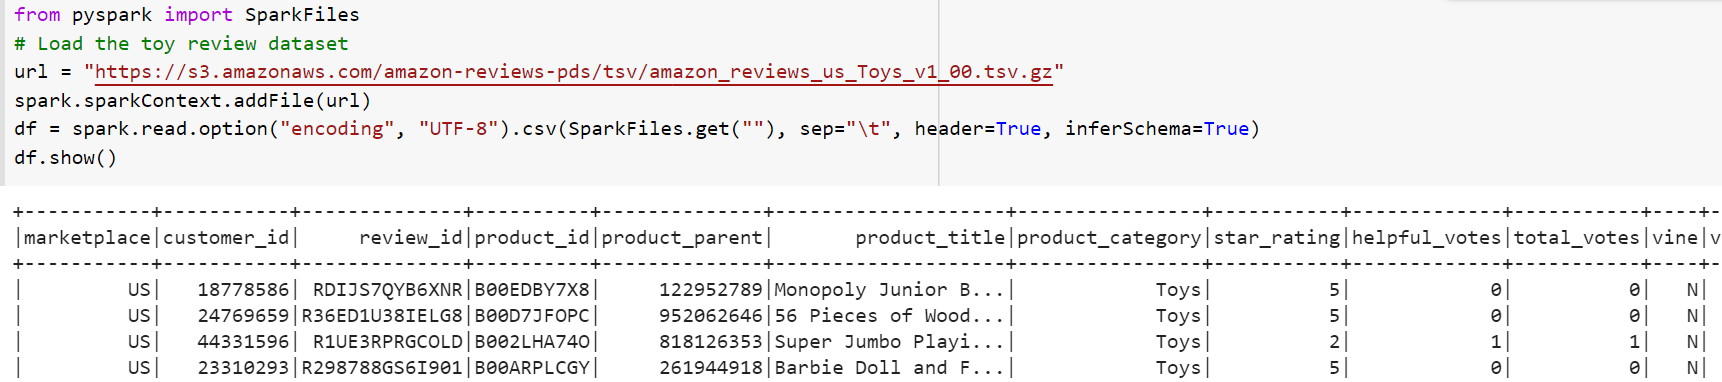 from pyspark import SparkFiles
# Load the toy review dataset
url = "https://s3.amazonaws.com/amazon-reviews-pds/tsv/amazon_reviews_us_Toys_v1_00.tsv.gz"
spark.sparkContext.addFile(url)
df = spark.read.option("encoding", "UTF-8").csv(SparkFiles.get(""), sep="\t", header=True, inferSchema=True)
df.show()
+-----------+-----------+--------------+----------+--------------+--------------------+----------------+-----------+-------------+-----------+----+-
|marketplace|customer_id|     review_id|product_id|product_parent|       product_title|product_category|star_rating|helpful_votes|total_votes|vine|v
+-----------+-----------+--------------+----------+--------------+--------------------+----------------+-----------+-------------+-----------+----+-
|         US|   18778586| RDIJS7QYB6XNR|B00EDBY7X8|     122952789|Monopoly Junior B...|            Toys|          5|            0|          0|   N|
|         US|   24769659|R36ED1U38IELG8|B00D7JFOPC|     952062646|56 Pieces of Wood...|            Toys|          5|            0|          0|   N|
|         US|   44331596| R1UE3RPRGCOLD|B002LHA74O|     818126353|Super Jumbo Playi...|            Toys|          2|            1|          1|   N|
|         US|   23310293|R298788GS6I901|B00ARPLCGY|     261944918|Barbie Doll and F...|            Toys|          5|            0|          0|   N|